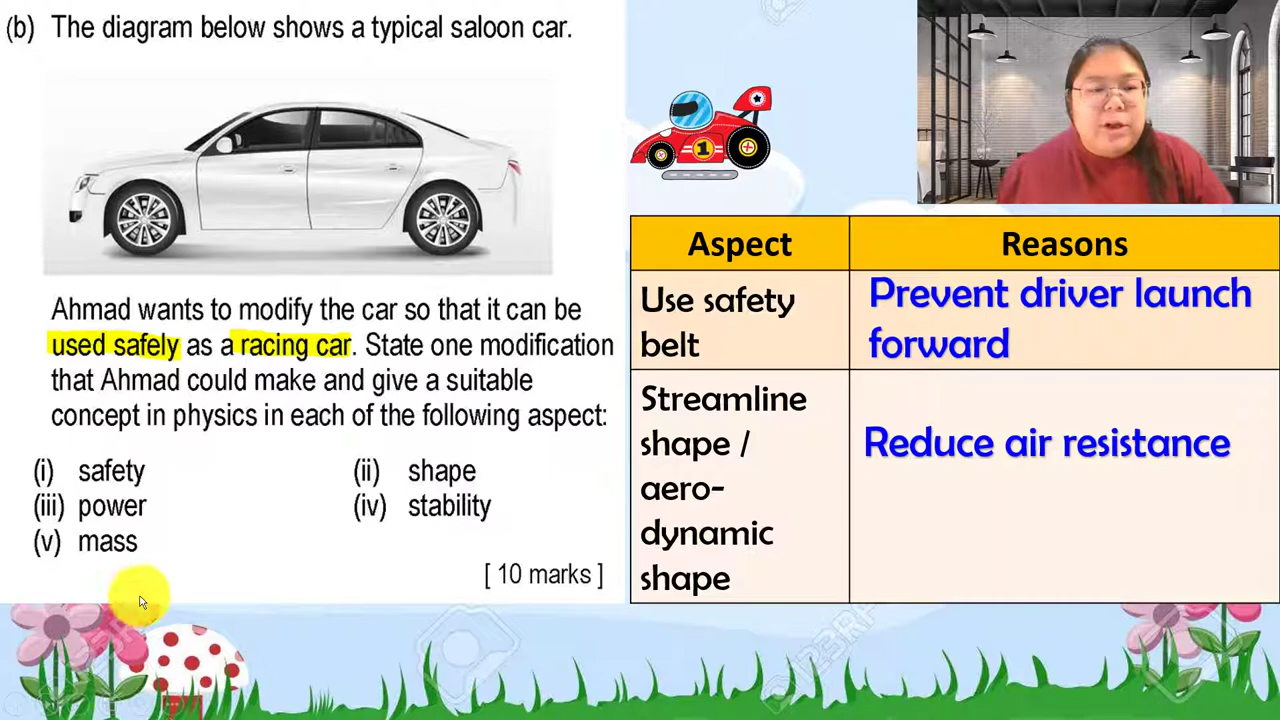 (b) The diagram below shows a typical saloon car.
1
Ahmad wants to modify the car so that it can be
used safely as a racing car. State one modification
that Ahmad could make and give a suitable
concept in physics in each of the following aspect:
(i) safety (ii) shape
(iii) power (iv) stability
(v) mass
[ 10 marks ]
Aspect Reasons
Use safety
belt
Prevent driver launch
forward
Streamline
shape /
aero-
dynamic
shape
Reduce air resistance